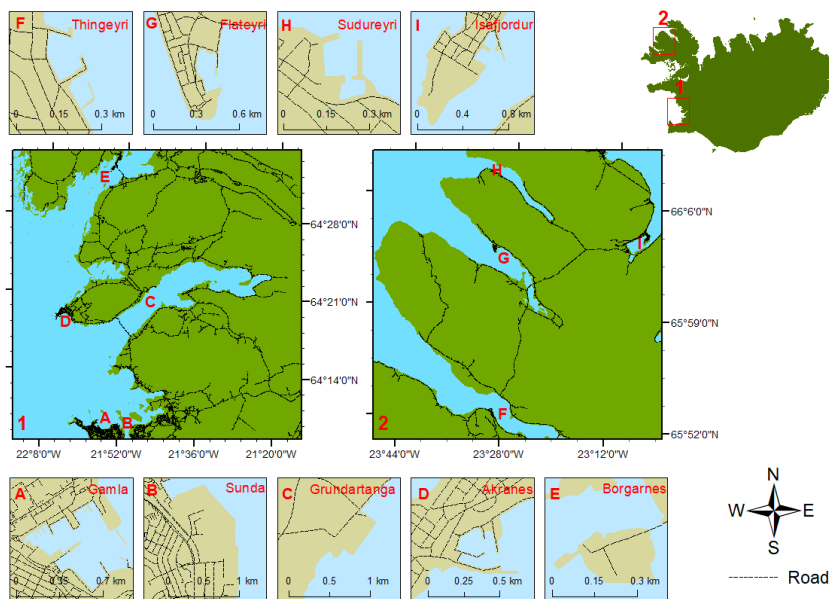 F Thingeyri
0 0.15 0.3 km
G Flateyri
0 0.3 0.6 km
H Sudureyri
0 0.15 0.3 km
I Isafjordur
0 0.4 0.8 km
2
1
E
C
D
A B
1
64°28'0"N
64°21'0"N
64°14'0"N
22°8'0"W 21°52'0"W 21°36'0"W 21°20'0"W
H
I
G
F
2
66°6'0"N
65°59'0"N
65°52'0"N
23°44'0"W 23°28'0"W 23°12'0"W
A Gamla
0 0.35 0.7 km
B Sunda
0 0.5 1 km
C Grundartanga
0 0.5 1 km
D Akranes
0 0.25 0.5 km
E Borgarnes
0 0.15 0.3 km
N
W E
S
Road